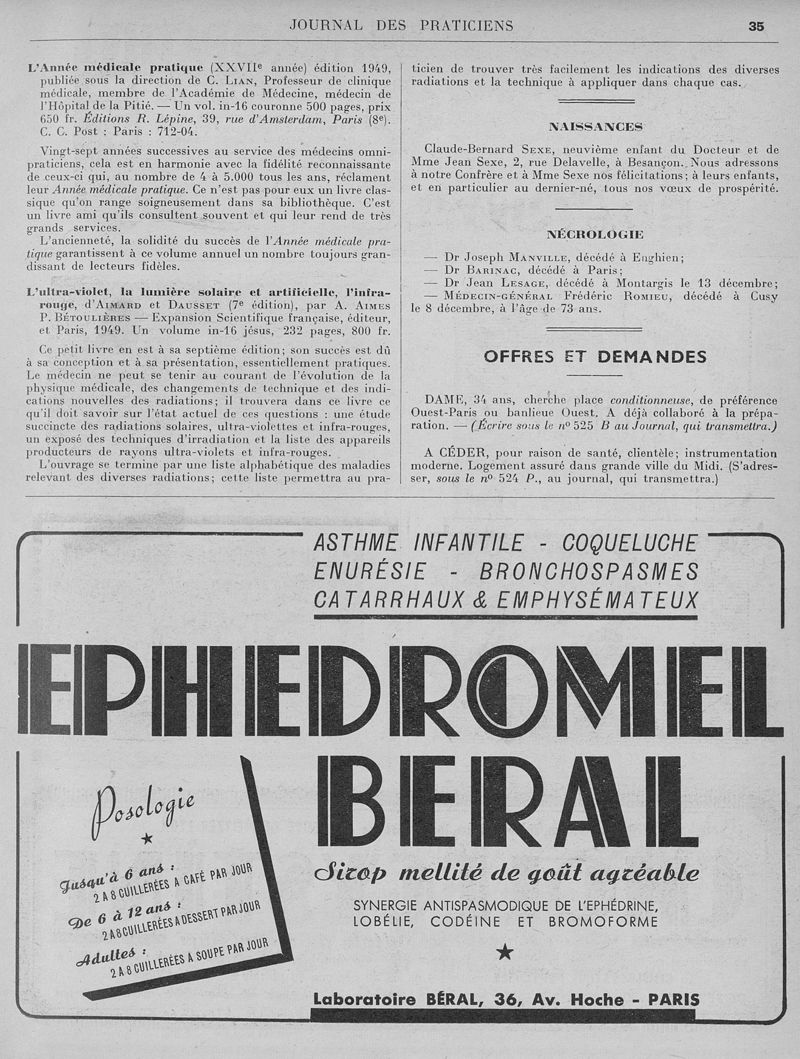 JOURNAL DES PRATICIENS
35
L'Année médicale pratique (XXVIIe année) édition 1949,
publiée sous la direction de C. LIAN, Professeur de clinique
médicale, membre de l'Académie de Médecine, médecin de
l'Hôpital de la Pitié. — Un vol. in-16 couronne 500 pages, prix
650 fr. Éditions R. Lépine, 39, rue d'Amsterdam, Paris (8e).
C. C. Post : Paris : 712-04.
Vingt-sept années successives au service des médecins omni-
praticiens, cela est en harmonie avec la fidélité reconnaissante
de ceux-ci qui, au nombre de 4 à 5.000 tous les ans, réclament
leur Année médicale pratique. Ce n'est pas pour eux un livre clas-
sique qu'on range soigneusement dans sa bibliothèque. C'est
un livre ami qu'ils consultent souvent et qui leur rend de très
grands services.
L'ancienneté, la solidité du succès de l'Année médicale pra-
tique garantissent à ce volume annuel un nombre toujours gran-
dissant de lecteurs fidèles.
L'ultra-violet, la lumière solaire et artificielle, l'infra-
rouge, d'AIMARD et DAUSSET (7e édition), par A. AIMES
P. BÉTOULIÈRES — Expansion Scientifique française, éditeur,
et Paris, 1949. Un volume in-16 jésus, 232 pages, 800 fr.
Ce petit livre en est à sa septième édition; son succès est dû
à sa conception et à sa présentation, essentiellement pratiques.
Le médecin ne peut se tenir au courant de l'évolution de la
physique médicale, des changements de technique et des indi-
cations nouvelles des radiations; il trouvera dans ce livre ce
qu'il doit savoir sur l'état actuel de ces questions : une étude
succincte des radiations solaires, ultra-violettes et infra-rouges,
un exposé des techniques d'irradiation et la liste des appareils
producteurs de rayons ultra-violets et infra-rouges.
L'ouvrage se termine par une liste alphabétique des maladies
relevant des diverses radiations; cette liste permettra au pra-
ticien de trouver très facilement les indications des diverses
radiations et la technique à appliquer dans chaque cas.
NAISSANCES
Claude-Bernard SEXE, neuvième enfant du Docteur et de
Mme Jean Sexe, 2, rue Delavelle, à Besançon. Nous adressons
à notre Confrère et à Mme Sexe nos félicitations; à leurs enfants,
et en particulier au dernier-né, tous nos vœux de prospérité.
NÉCROLOGIE
— Dr Joseph MANVILLE, décédé à Enghien;
— Dr BARINAC, décédé à Paris;
— Dr Jean LESAGE, décédé à Montargis le 13 décembre;
— MÉDECIN-GÉNÉRAL Frédéric ROMIEU, décédé à Cusy
le 8 décembre, à l'âge de 73 ans.
OFFRES ET DEMANDES
DAME, 34 ans, cherche place conditionneuse, de préférence
Ouest-Paris ou banlieue Ouest. A déjà collaboré à la prépa-
ration. — (Écrire sous le no 525 B au Journal, qui transmettra.)
A CÉDER, pour raison de santé, clientèle; instrumentation
moderne. Logement assuré dans grande ville du Midi. (S'adres-
ser, sous le no 524 P., au journal, qui transmettra.)
ASTHME INFANTILE - COQUELUCHE
ENURÉSIE - BRONCHOSPASMES
CATARRHAUX & EMPHYSÉMATEUX
EPHEDROMEL
BERAL
Posologie
Jusqu'à 6 ans :
2 A 8 CUILLERÉES A CAFÉ PAR JOUR
De 6 à 12 ans :
2 A 8 CUILLERÉES A DESSERT PAR JOUR
Adultes :
2 A 8 CUILLERÉES A SOUPE PAR JOUR
Sirop mellité de goût agréable
SYNERGIE ANTISPASMODIQUE DE L'EPHÉDRINE,
LOBÉLIE, CODÉINE ET BROMOFORME
Laboratoire BÉRAL, 36, Av. Hoche - PARIS